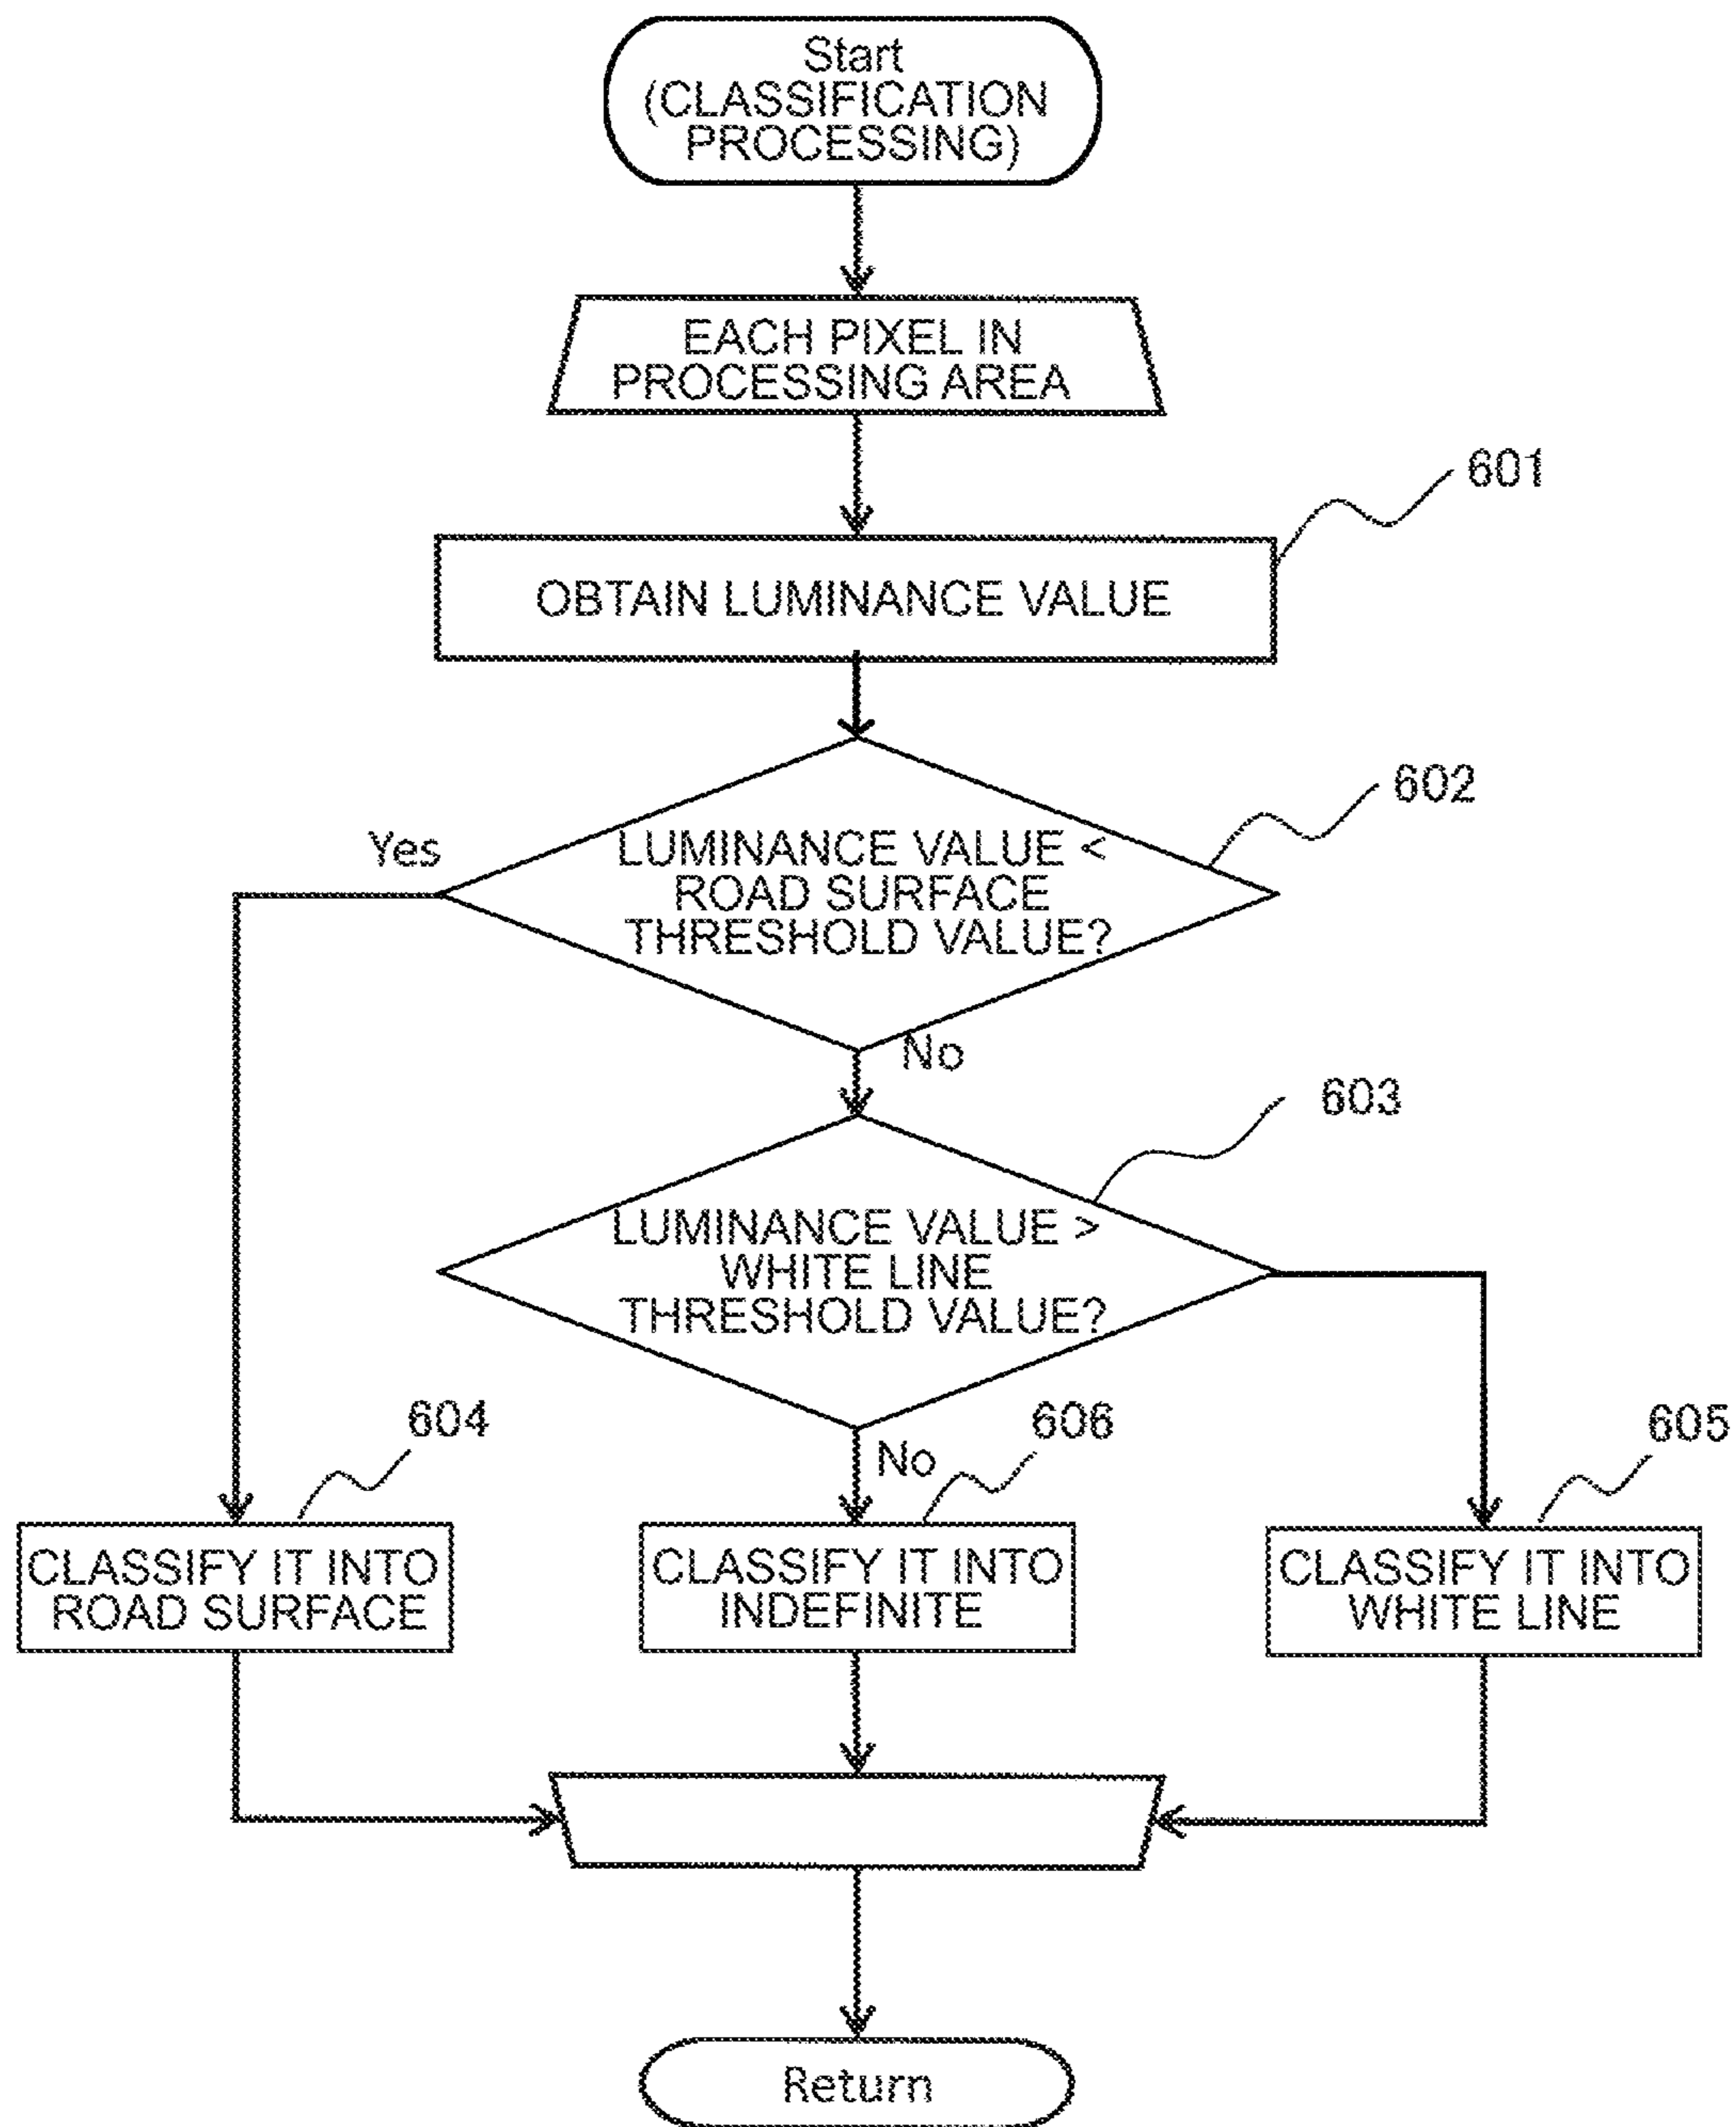 Start
(CLASSIFICATION
PROCESSING)
EACH PIXEL IN
PROCESSING AREA
601
OBTAIN LUMINANCE VALUE
602
Yes
LUMINANCE VALUE <
ROAD SURFACE
THRESHOLD VALUE?
No
603
LUMINANCE VALUE >
WHITE LINE
THRESHOLD VALUE?
604
606
605
No
CLASSIFY IT INTO
ROAD SURFACE
CLASSIFY IT INTO
INDEFINITE
CLASSIFY IT INTO
WHITE LINE
Return